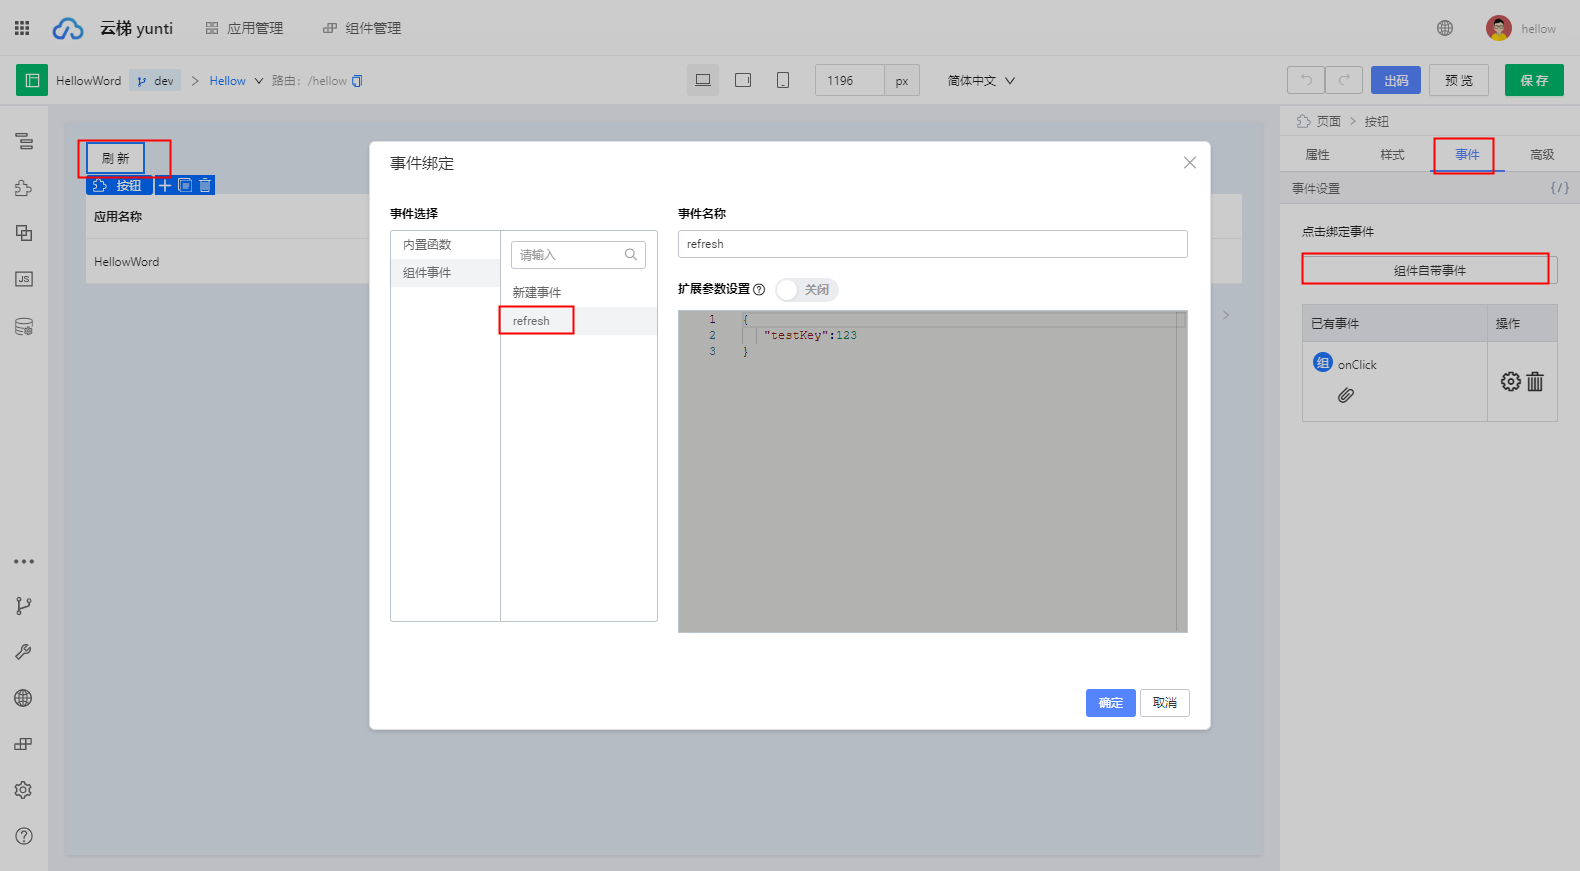 云梯 yunti
应用管理
组件管理
hellow
HellowWord
dev
Hellow
路由: /hellow
1196
px
简体中文
出码
预 览
保 存
刷 新
按钮
应用名称
HellowWord
事件绑定
事件选择
内置函数
组件事件
请输入
新建事件
refresh
事件名称
refresh
扩展参数设置
关闭
1 {
2 "testKey":123
3 }
确定
取消
页面 > 按钮
属性
样式
事件
高级
事件设置
{/}
点击绑定事件
组件自带事件
已有事件
操作
组 onClick
JS